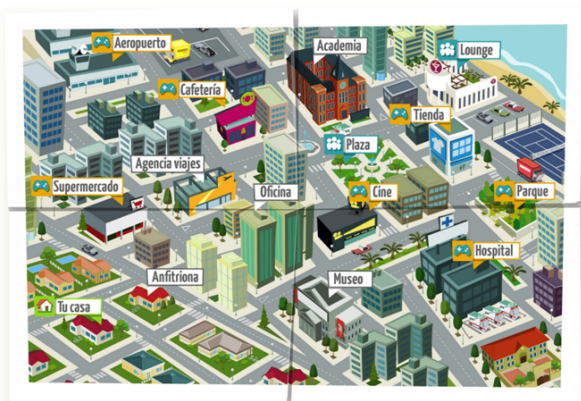 Aeropuerto
Academia
Lounge
Cafetería
Tienda
Plaza
Agencia viajes
Supermercado
Oficina
Cine
Parque
Hospital
Anfitriona
Museo
Tu casa